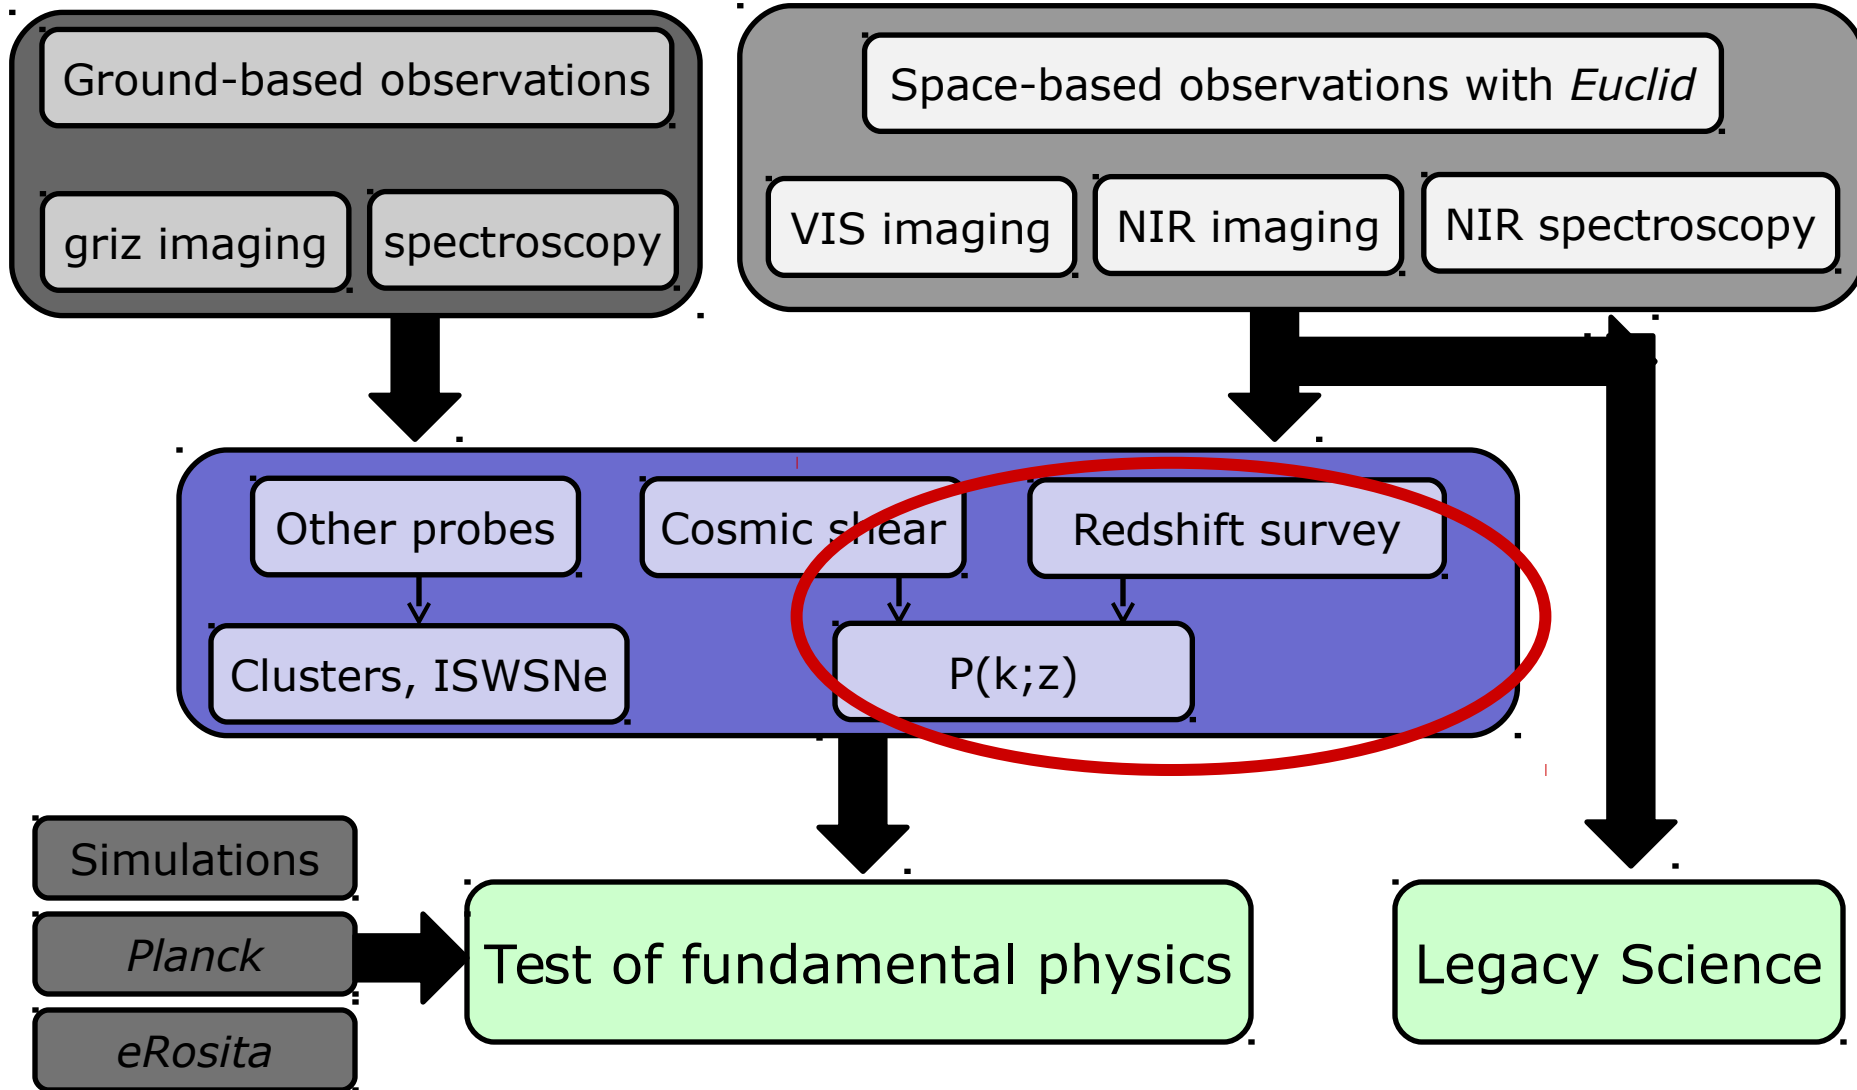 Ground-based observations
griz imaging
spectroscopy
Space-based observations with Euclid
VIS imaging
NIR imaging
NIR spectroscopy
Other probes
Cosmic shear
Redshift survey
Clusters, ISWSNe
P(k;z)
Simulations
Planck
eRosita
Test of fundamental physics
Legacy Science